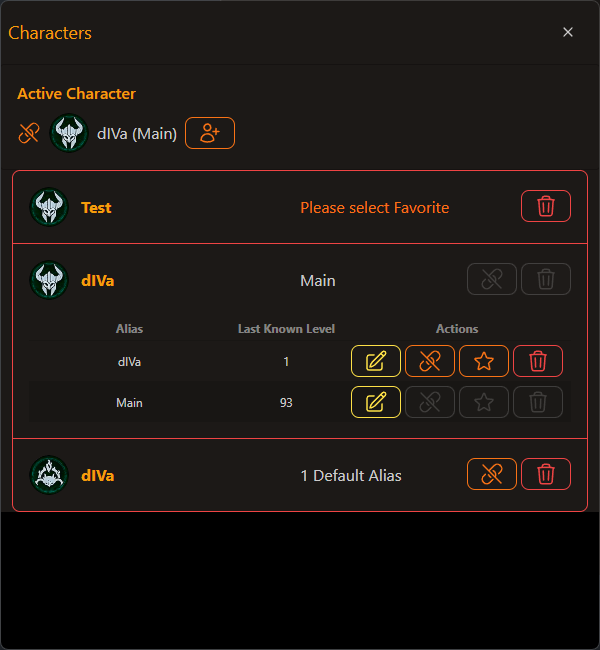 Characters
Active Character
dIVa (Main)
Test Please select Favorite
dIVa Main
Alias Last Known Level Actions
dIVa 1
Main 93
dIVa 1 Default Alias